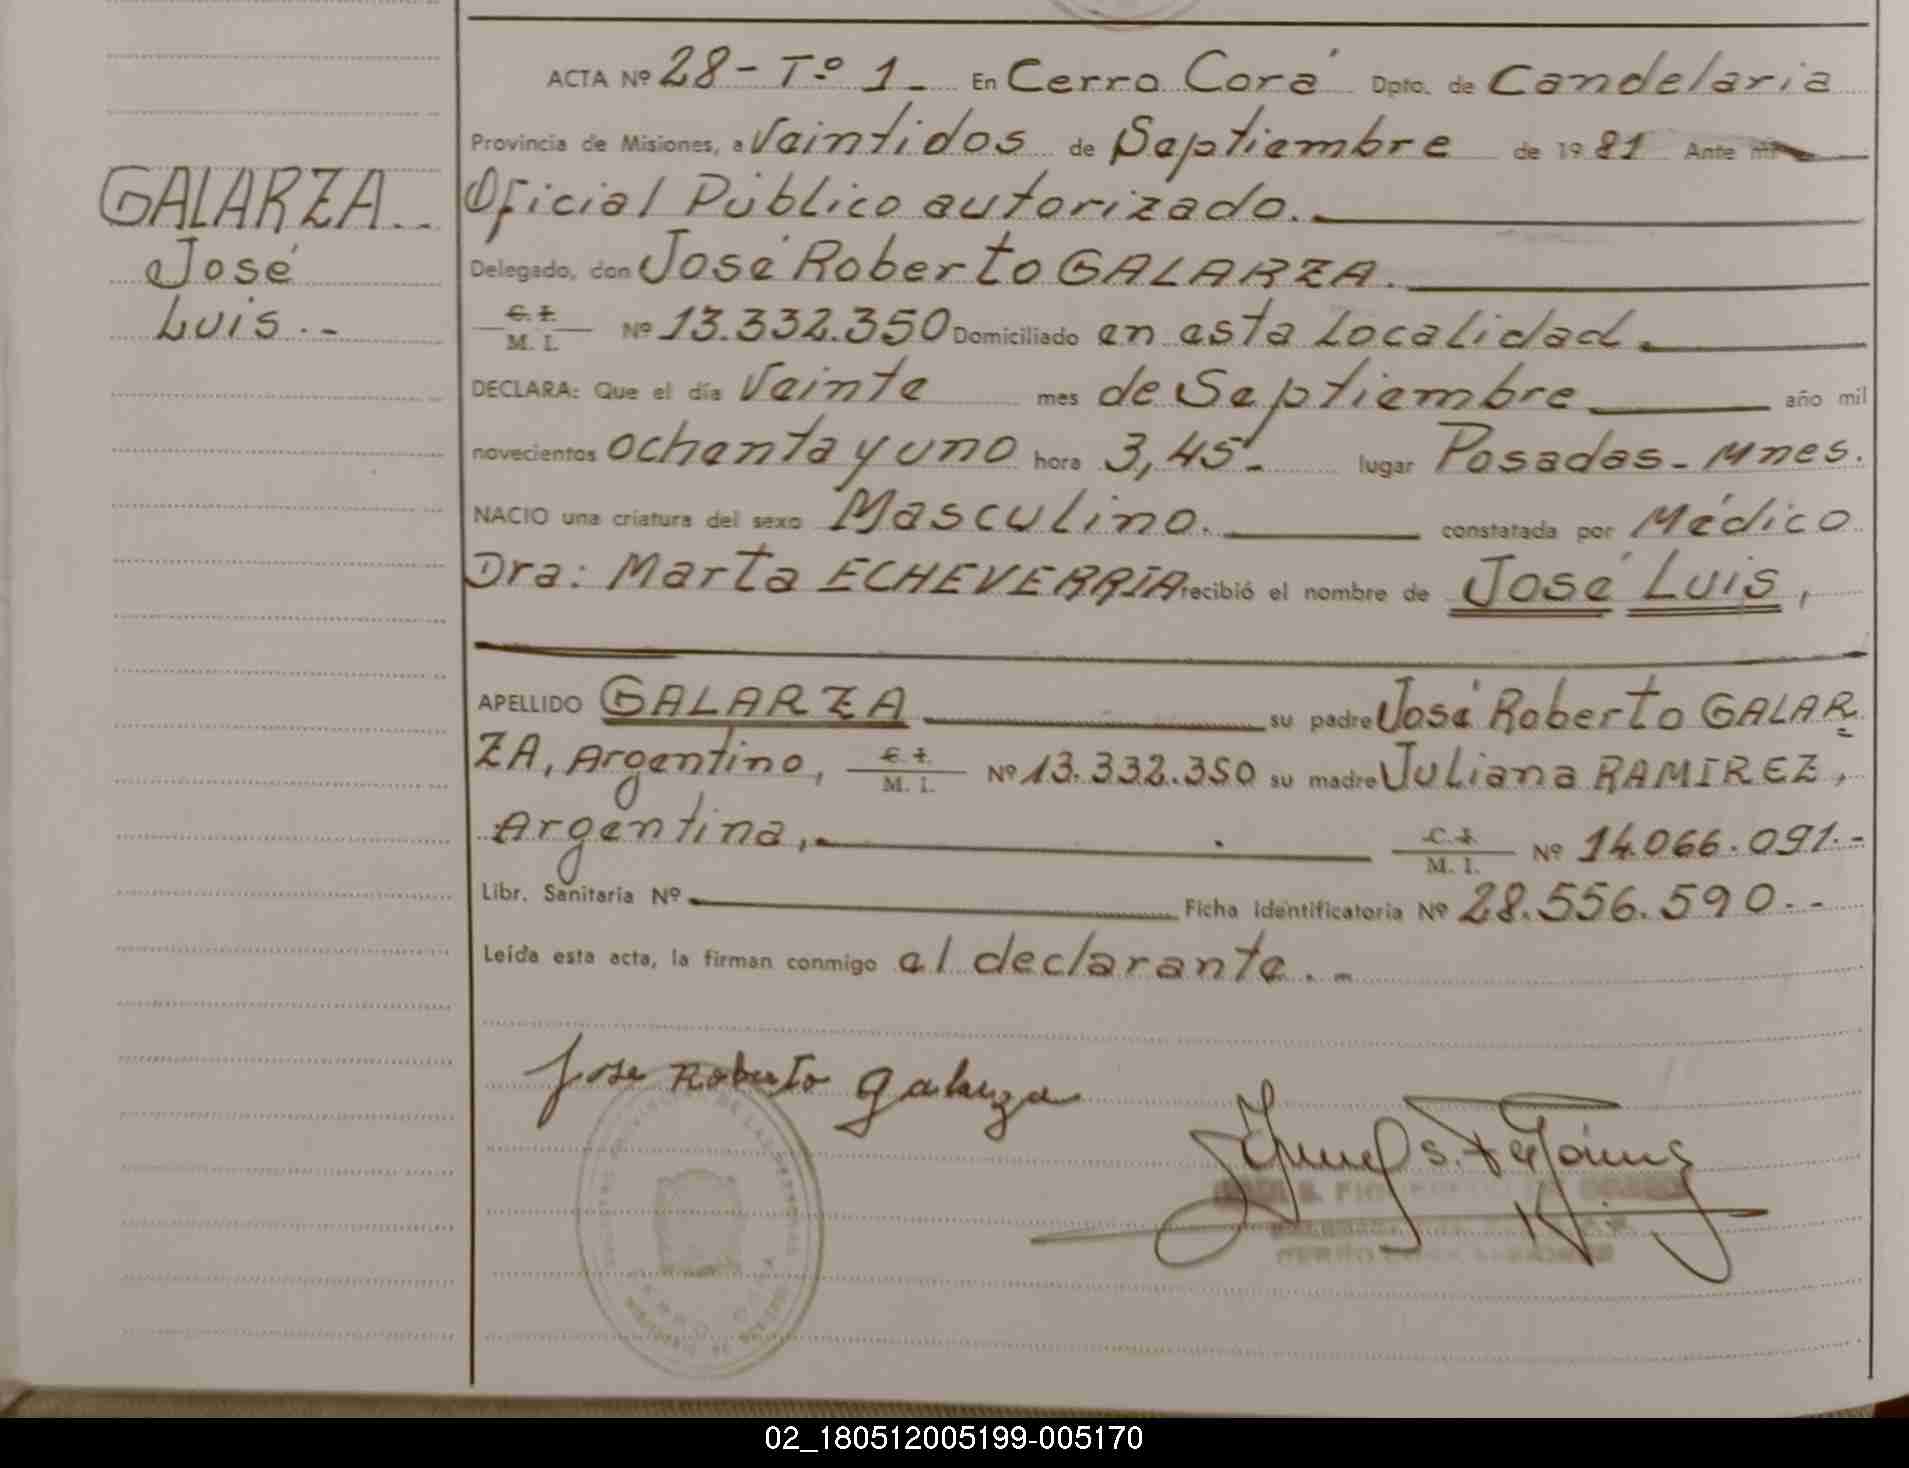 ACTA Nº 28 - Tº 1 - En Cerro Corá Dpto. de Candelaria
Provincia de Misiones, a Veintidos de Septiembre de 1981 Ante mi
Oficial Público autorizado.
GALARZA..
Delegado, don José Roberto GALARZA.
José
C. I. / M. I. Nº 13.332.350 Domiciliado en esta Localidad.
Luis.-
DECLARA: Que el día Veinte mes de Septiembre año mil
novecientos ochenta y uno hora 3,45.- lugar Posadas - Mnes.
NACIO una criatura del sexo Masculino. constatada por Médico
Dra: Marta ECHEVERRIA recibió el nombre de José Luis,
APELLIDO GALARZA su padre José Roberto GALAR
ZA, Argentino, C. I. / M. I. Nº 13.332.350 su madre Juliana RAMIREZ,
Argentina, C. I. / M. I. Nº 14.066.091.-
Libr. Sanitaria Nº Ficha Identificatoria Nº 28.556.590.-
Leída esta acta, la firman conmigo el declarante.-
Jose Roberto Galarza
02_180512005199-005170